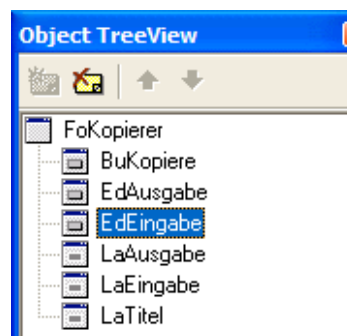 Object TreeView
FoKopierer
BuKopiere
EdAusgabe
EdEingabe
LaAusgabe
LaEingabe
LaTitel